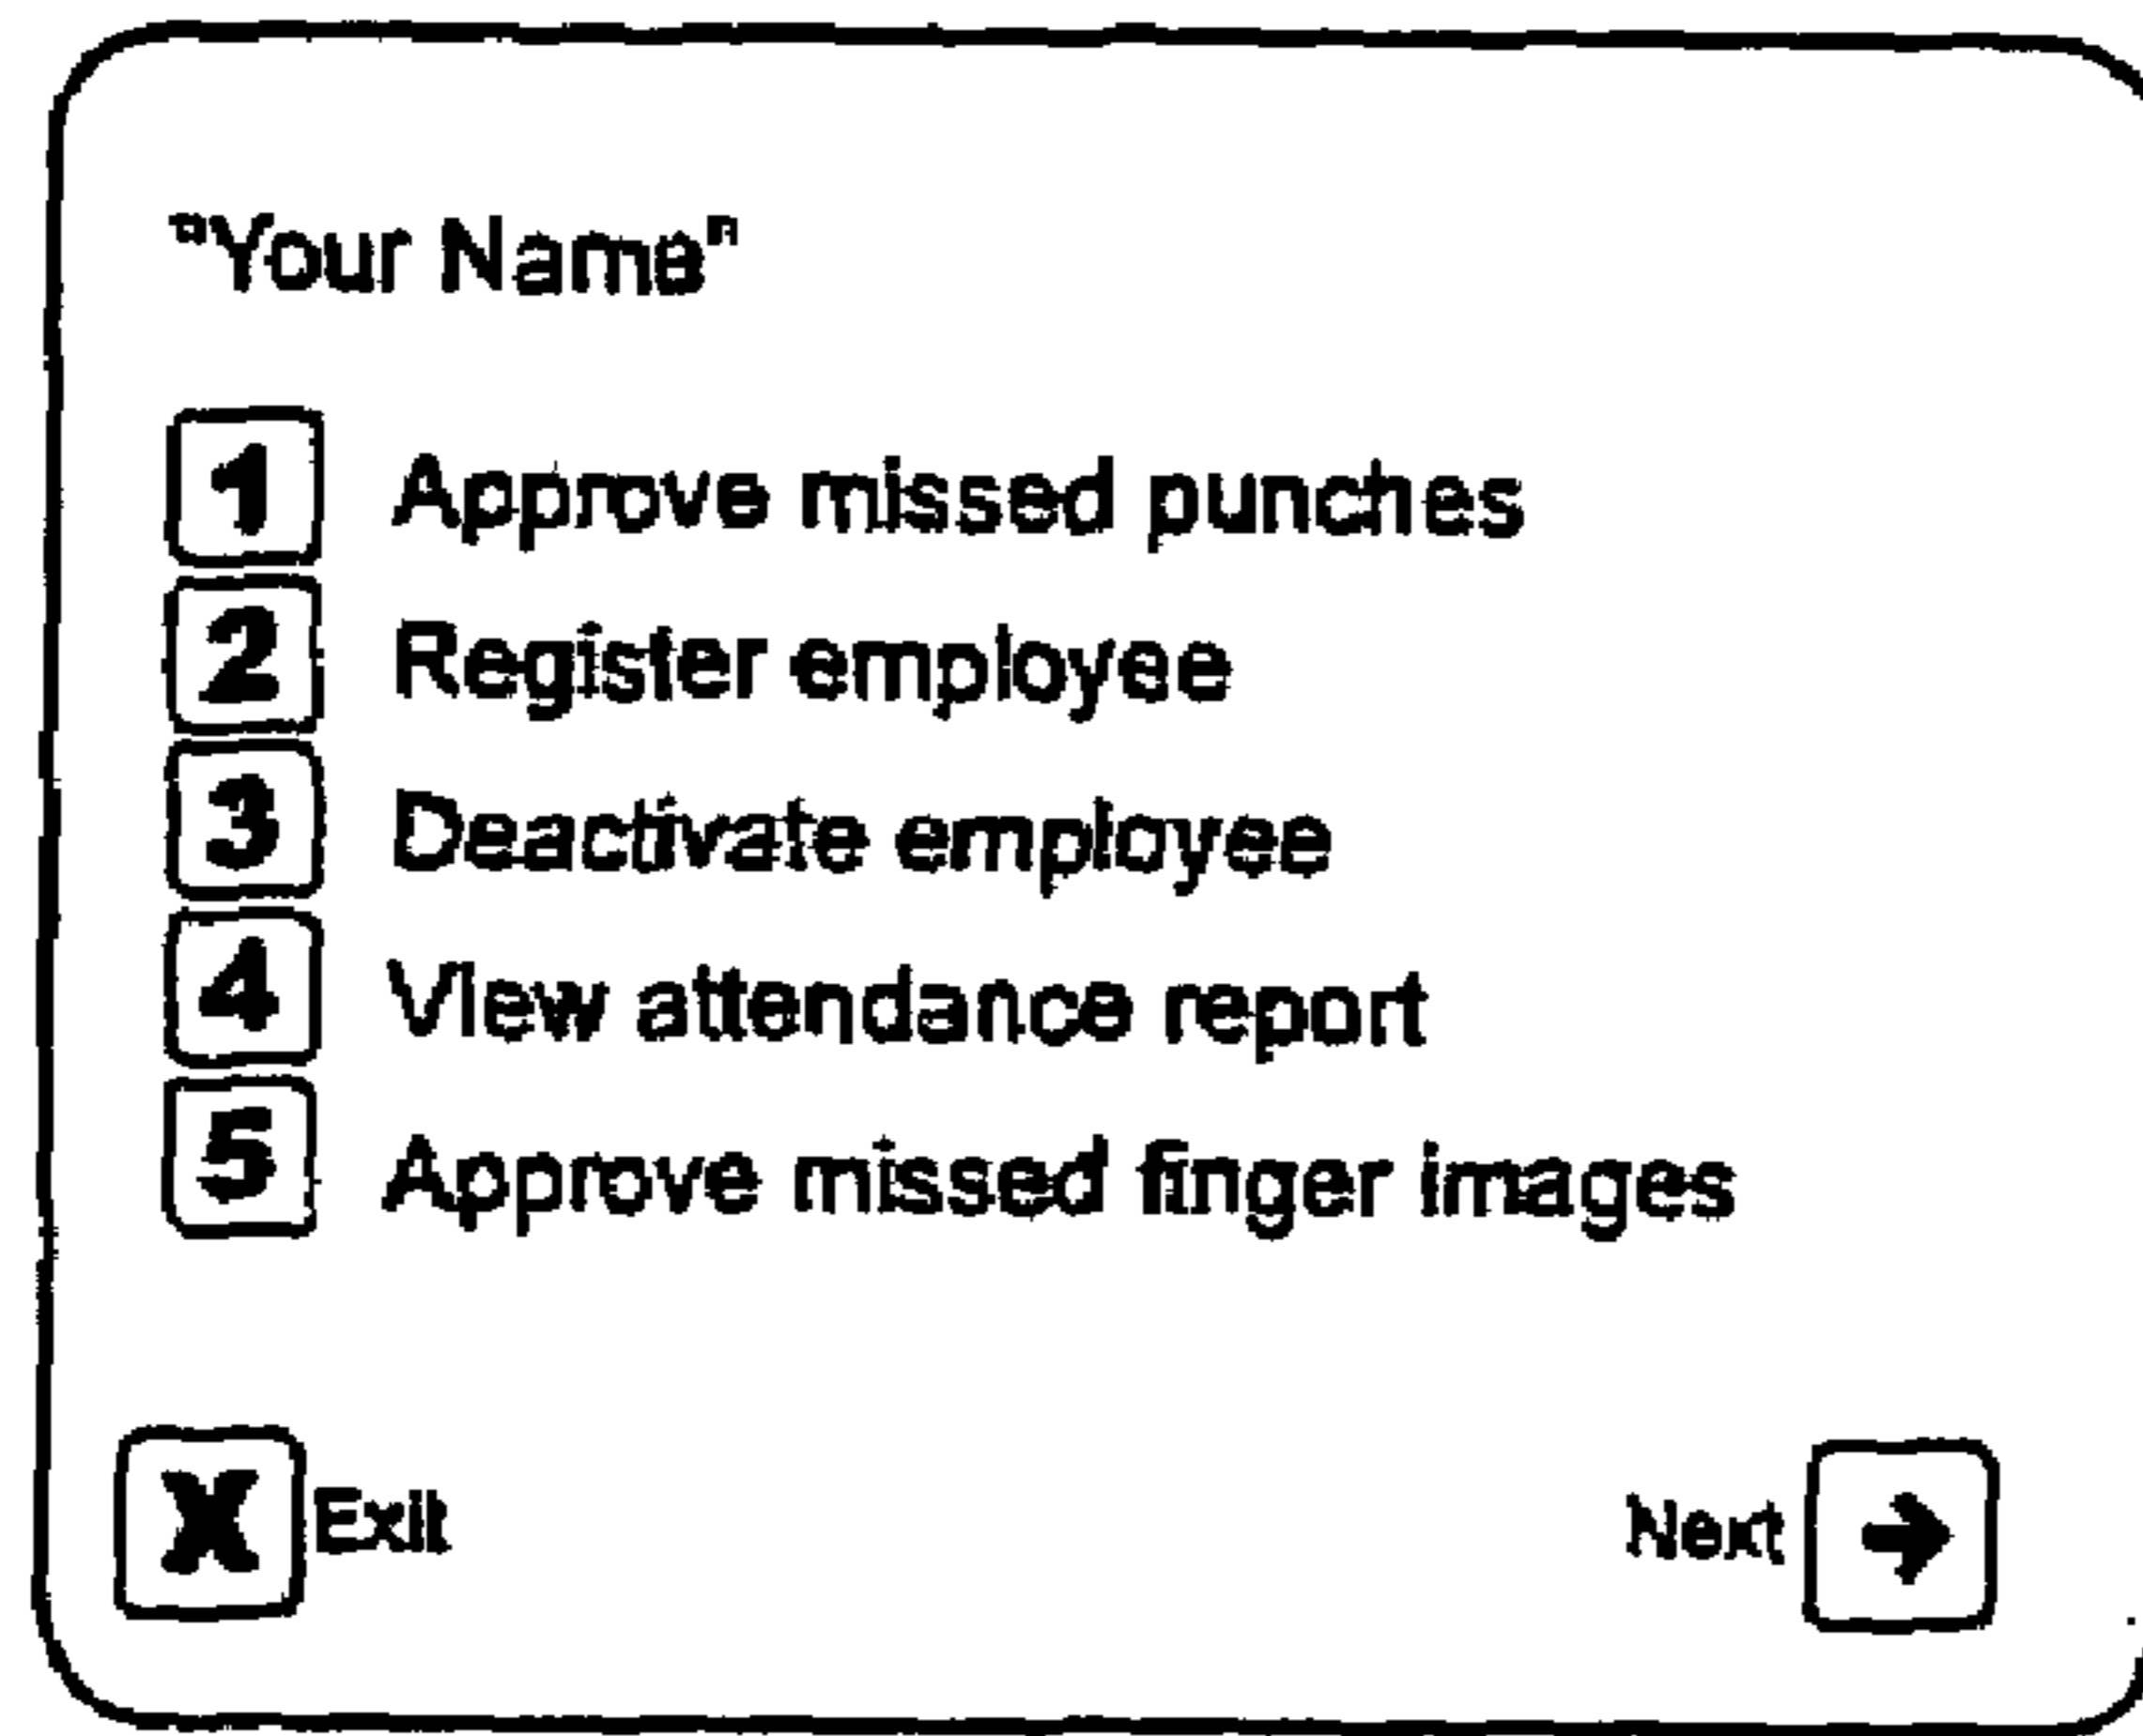 "Your Name"
1 Approve missed punches
2 Register employee
3 Deactivate employee
4 View attendance report
5 Approve missed finger images
X Exit
Next →